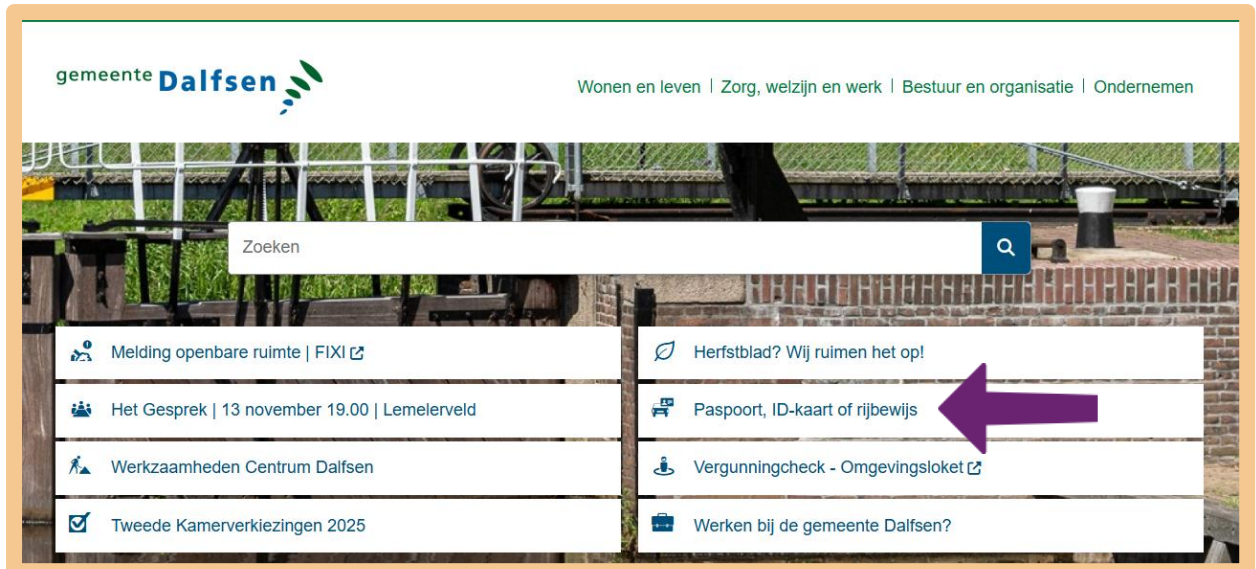 gemeente Dalfsen
Wonen en leven | Zorg, welzijn en werk | Bestuur en organisatie | Ondernemen
Zoeken
Melding openbare ruimte | FIXI
Herfstblad? Wij ruimen het op!
Het Gesprek | 13 november 19.00 | Lemelerveld
Paspoort, ID-kaart of rijbewijs
Werkzaamheden Centrum Dalfsen
Vergunningcheck - Omgevingsloket
Tweede Kamerverkiezingen 2025
Werken bij de gemeente Dalfsen?